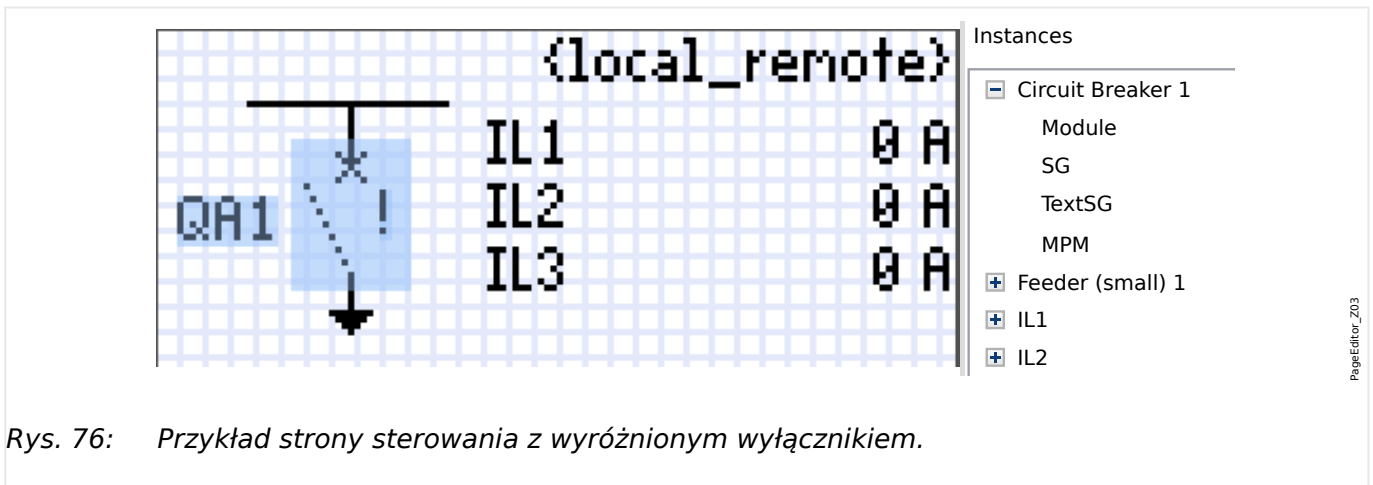 {local_remote}
IL1 0 A
QA1 ! IL2 0 A
IL3 0 A
Instances
Circuit Breaker 1
Module
SG
TextSG
MPM
Feeder (small) 1
IL1
IL2
PageEditor_Z03
Rys. 76: Przykład strony sterowania z wyróżnionym wyłącznikiem.